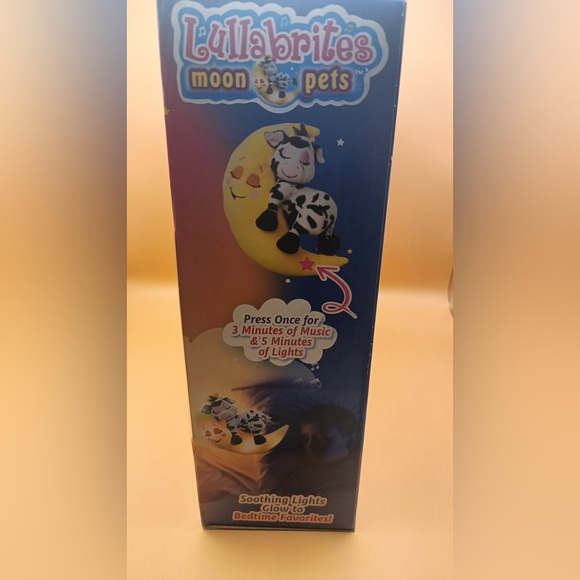 Lullabrites
moon pets™
Press Once for
3 Minutes of Music
& 5 Minutes
of Lights
Soothing Lights
Glow to
Bedtime Favorites!